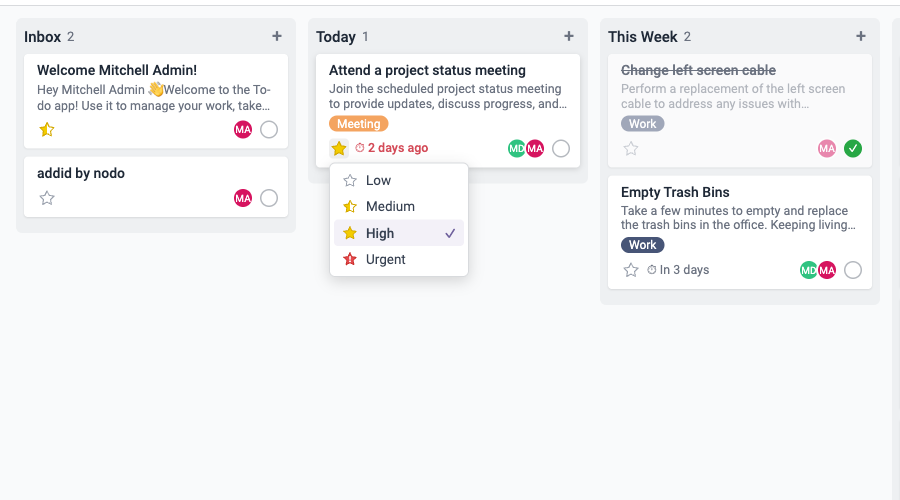 Inbox 2 +
Welcome Mitchell Admin!
Hey Mitchell Admin 👋Welcome to the To-
do app! Use it to manage your work, take...
MA
addid by nodo
MA
Today 1 +
Attend a project status meeting
Join the scheduled project status meeting
to provide updates, discuss progress, and...
Meeting
2 days ago MD MA
Low
Medium
High
Urgent
This Week 2 +
Change left screen cable
Perform a replacement of the left screen
cable to address any issues with...
Work
MA
Empty Trash Bins
Take a few minutes to empty and replace
the trash bins in the office. Keeping living...
Work
In 3 days MD MA